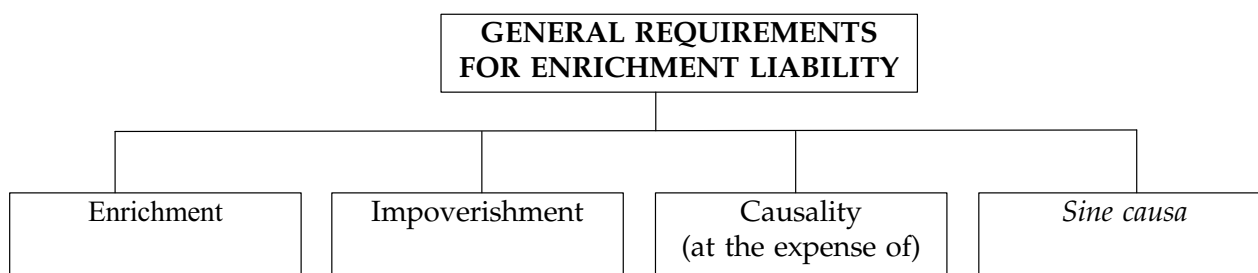 GENERAL REQUIREMENTS
FOR ENRICHMENT LIABILITY
Enrichment
Impoverishment
Causality
(at the expense of)
Sine causa